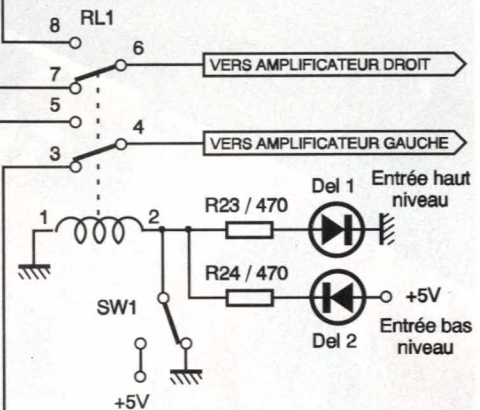 8
RL1
6
VERS AMPLIFICATEUR DROIT
7
5
4
VERS AMPLIFICATEUR GAUCHE
3
Del 1
Entrée haut
niveau
R23 / 470
1
2
R24 / 470
+5V
SW1
Del 2
Entrée bas
niveau
+5V